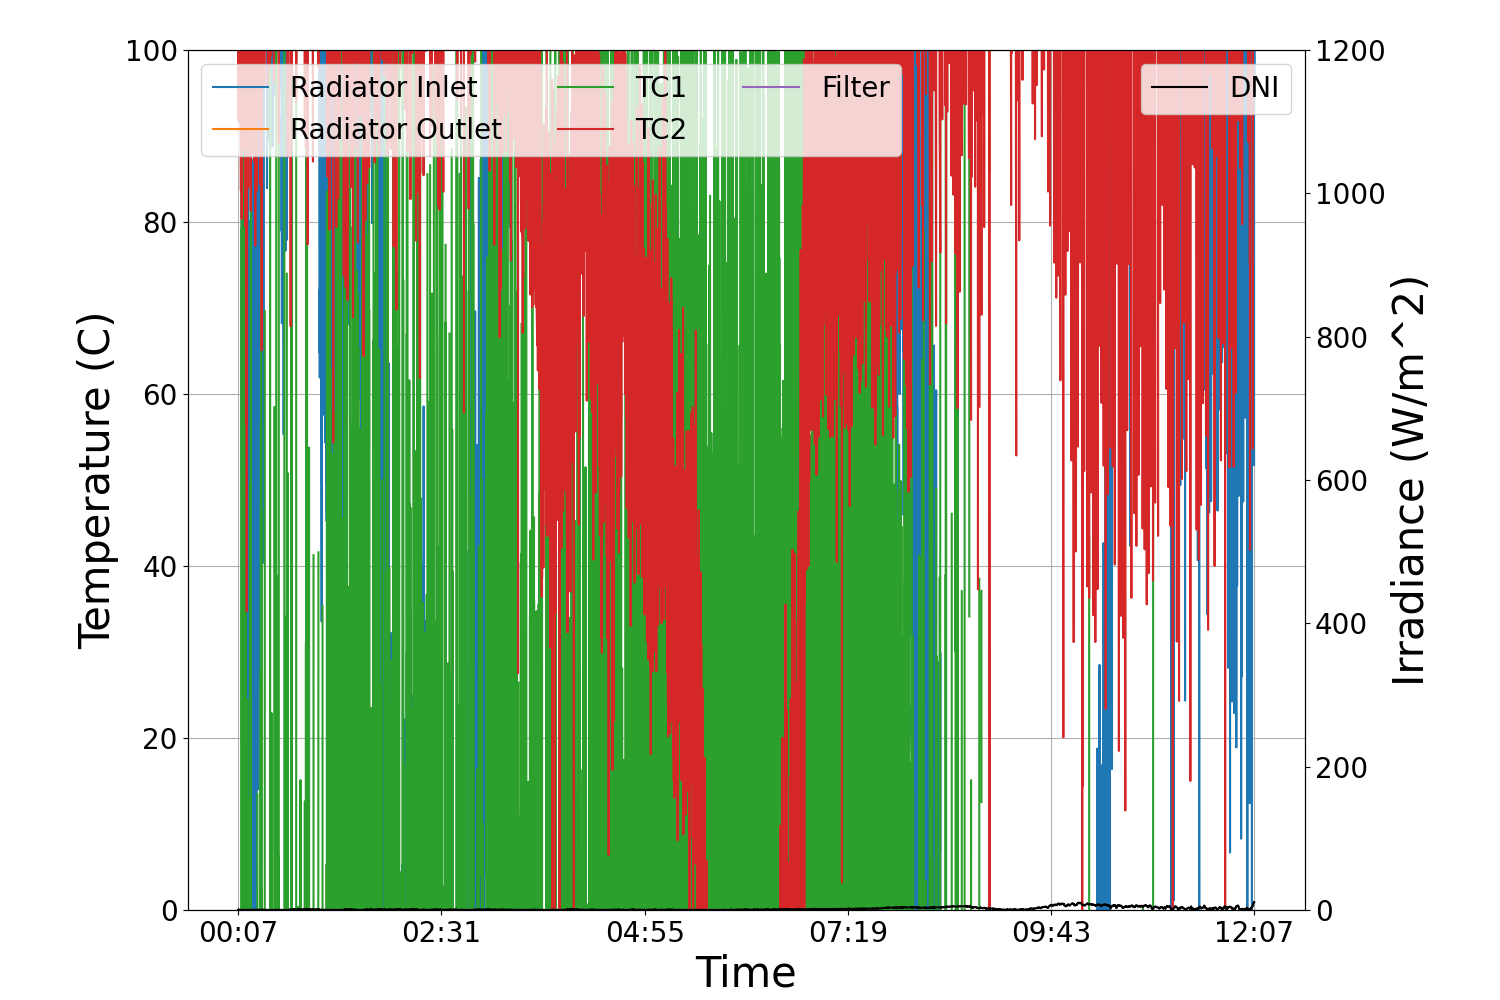 100
80
60
40
20
0
Temperature (C)
Radiator Inlet
Radiator Outlet
TC1
TC2
Filter
DNI
1200
1000
800
600
400
200
0
Irradiance (W/m^2)
00:07
02:31
04:55
07:19
09:43
12:07
Time